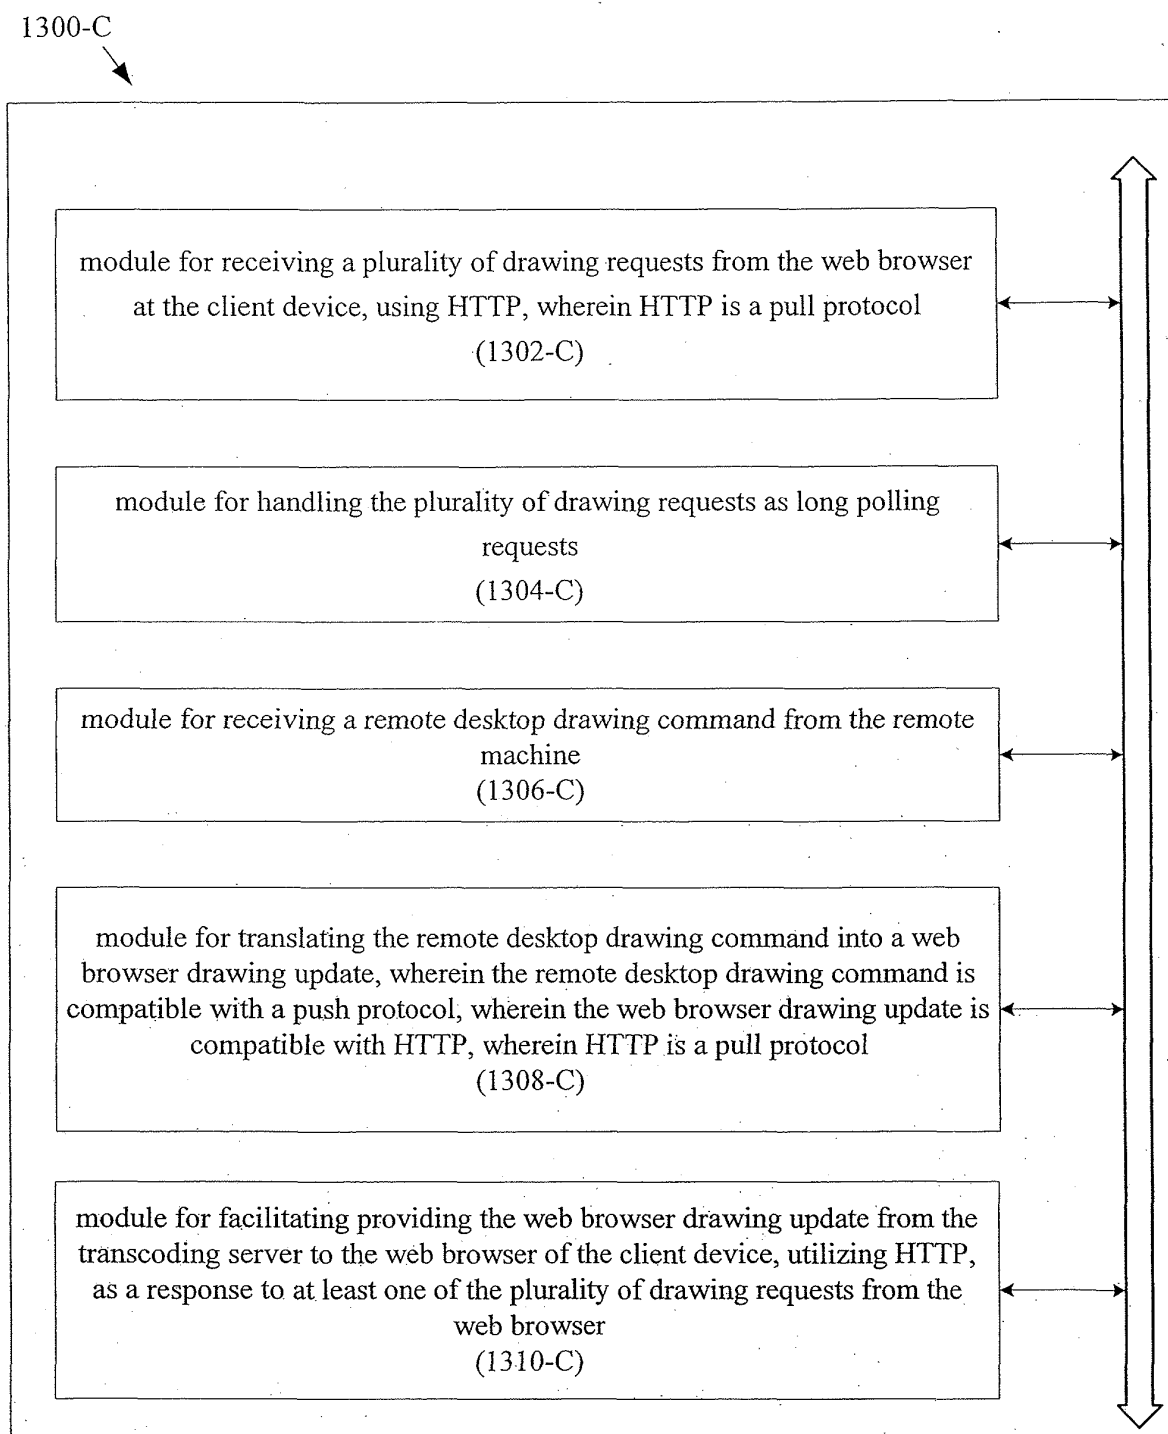 1300-C
module for receiving a plurality of drawing requests from the web browser
at the client device, using HTTP, wherein HTTP is a pull protocol
(1302-C)
module for handling the plurality of drawing requests as long polling
requests
(1304-C)
module for receiving a remote desktop drawing command from the remote
machine
(1306-C)
module for translating the remote desktop drawing command into a web
browser drawing update, wherein the remote desktop drawing command is
compatible with a push protocol, wherein the web browser drawing update is
compatible with HTTP, wherein HTTP is a pull protocol
(1308-C)
module for facilitating providing the web browser drawing update from the
transcoding server to the web browser of the client device, utilizing HTTP,
as a response to at least one of the plurality of drawing requests from the
web browser
(1310-C)